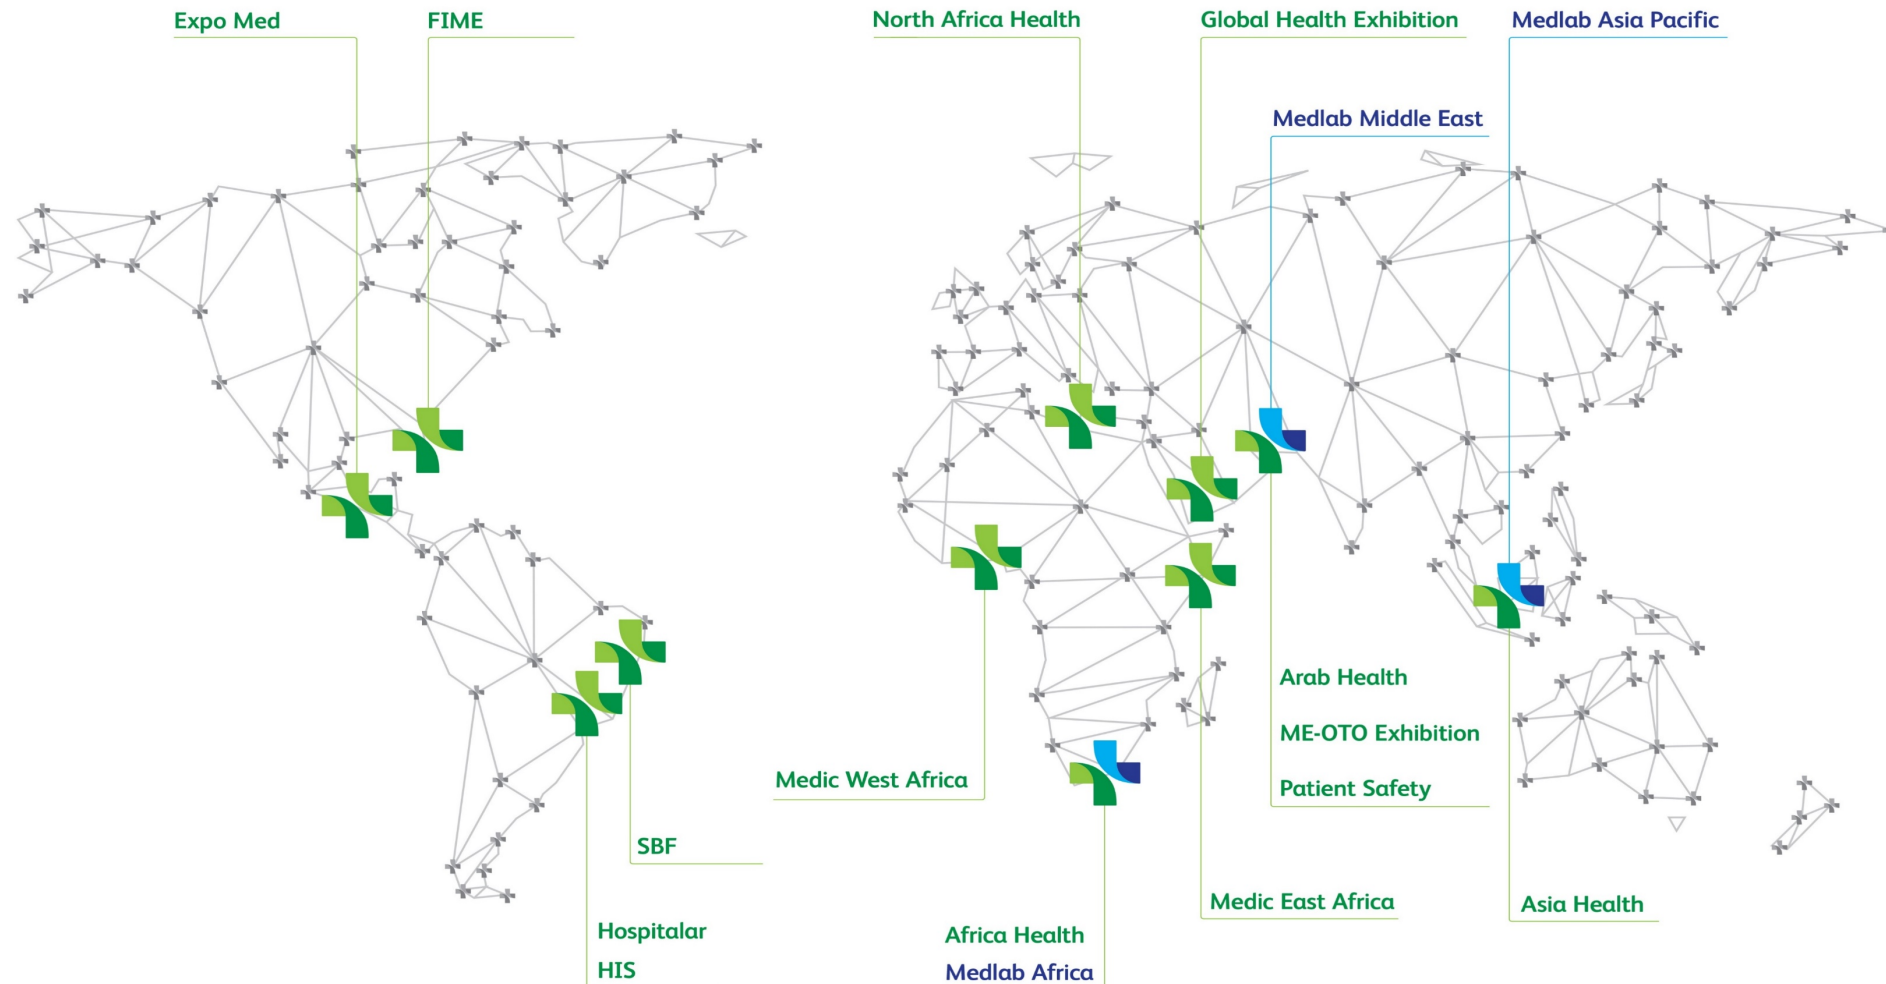 Expo Med
FIME
North Africa Health
Global Health Exhibition
Medlab Asia Pacific
Medlab Middle East
Arab Health
ME-OTO Exhibition
Patient Safety
Medic West Africa
SBF
Medic East Africa
Asia Health
Hospitalar
HIS
Africa Health
Medlab Africa